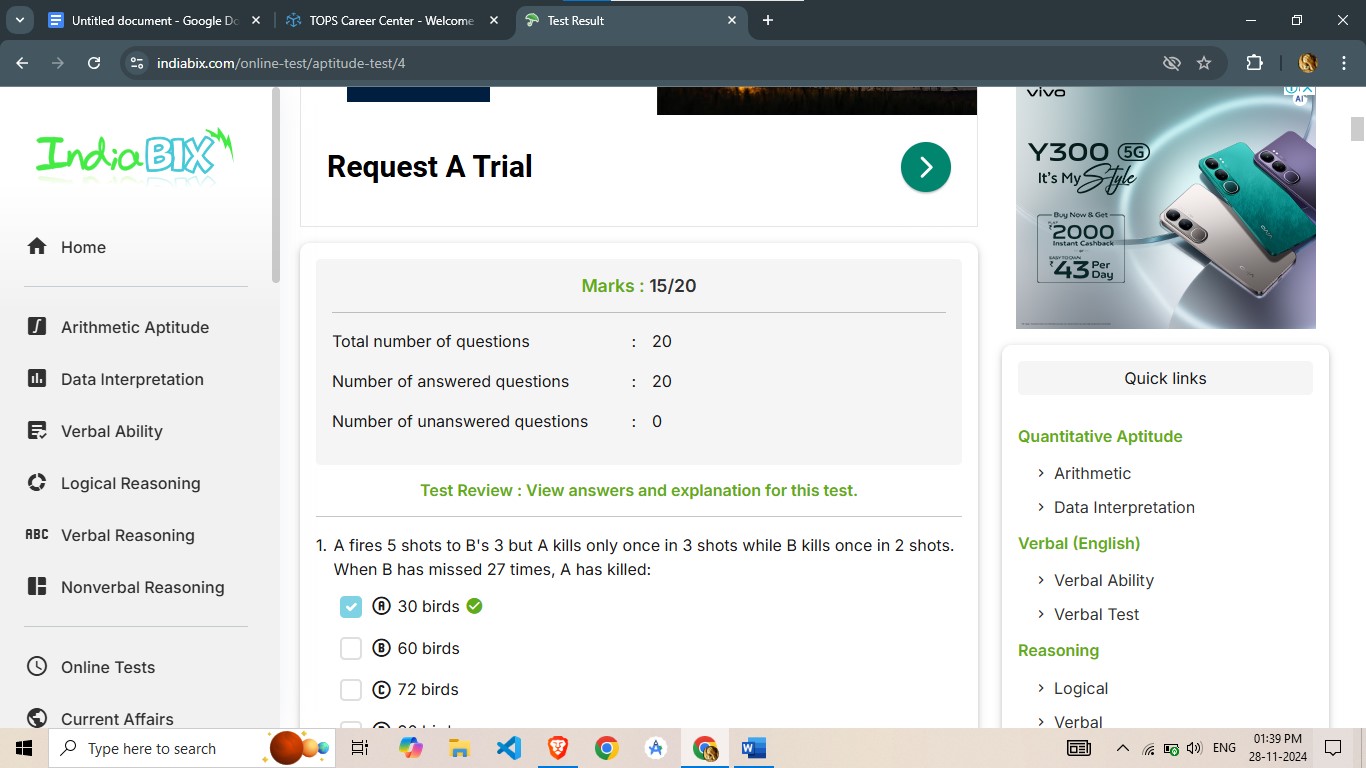 Untitled document - Google Do
TOPS Career Center - Welcome
Test Result
indiabix.com/online-test/aptitude-test/4
IndiaBIX
Home
Arithmetic Aptitude
Data Interpretation
Verbal Ability
Logical Reasoning
ABC Verbal Reasoning
Nonverbal Reasoning
Online Tests
Current Affairs
Request A Trial
Marks : 15/20
Total number of questions : 20
Number of answered questions : 20
Number of unanswered questions : 0
Test Review : View answers and explanation for this test.
1. A fires 5 shots to B's 3 but A kills only once in 3 shots while B kills once in 2 shots.
When B has missed 27 times, A has killed:
A 30 birds
B 60 birds
C 72 birds
vivo
AI
Y300 5G
It's My Style
Buy Now & Get
FLAT
₹2000
Instant Cashback
EASY TO OWN
₹43 Per
Day
Quick links
Quantitative Aptitude
Arithmetic
Data Interpretation
Verbal (English)
Verbal Ability
Verbal Test
Reasoning
Logical
Verbal
Type here to search
ENG
01:39 PM
28-11-2024